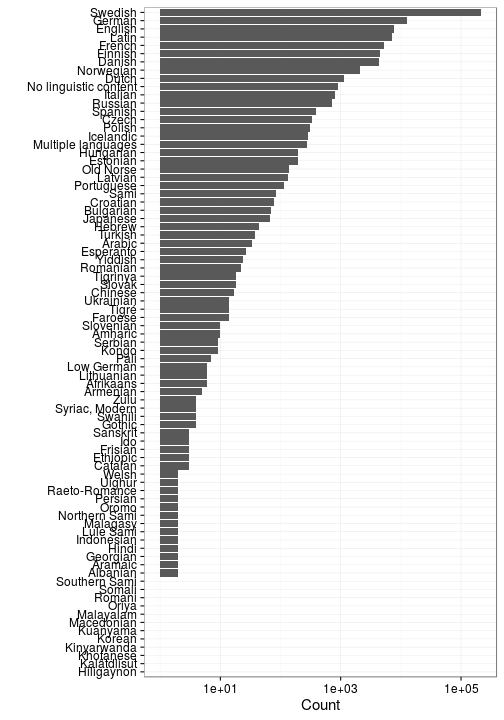 Swedish
German
English
Latin
French
Finnish
Danish
Norwegian
Dutch
No linguistic content
Italian
Russian
Spanish
Czech
Polish
Icelandic
Multiple languages
Hungarian
Estonian
Old Norse
Latvian
Portuguese
Sami
Croatian
Bulgarian
Japanese
Hebrew
Turkish
Arabic
Esperanto
Yiddish
Romanian
Tigrinya
Slovak
Chinese
Ukrainian
Tigré
Faroese
Slovenian
Amharic
Serbian
Kongo
Pali
Low German
Lithuanian
Afrikaans
Armenian
Zulu
Syriac, Modern
Swahili
Gothic
Sanskrit
Ido
Frisian
Ethiopic
Catalan
Welsh
Uighur
Raeto-Romance
Persian
Oromo
Northern Sami
Malagasy
Lule Sami
Indonesian
Hindi
Georgian
Aramaic
Albanian
Southern Sami
Somali
Romani
Oriya
Malayalam
Macedonian
Kuanyama
Korean
Kinyarwanda
Khotanese
Kalâtdlisut
Hiligaynon
1e+01 1e+03 1e+05
Count